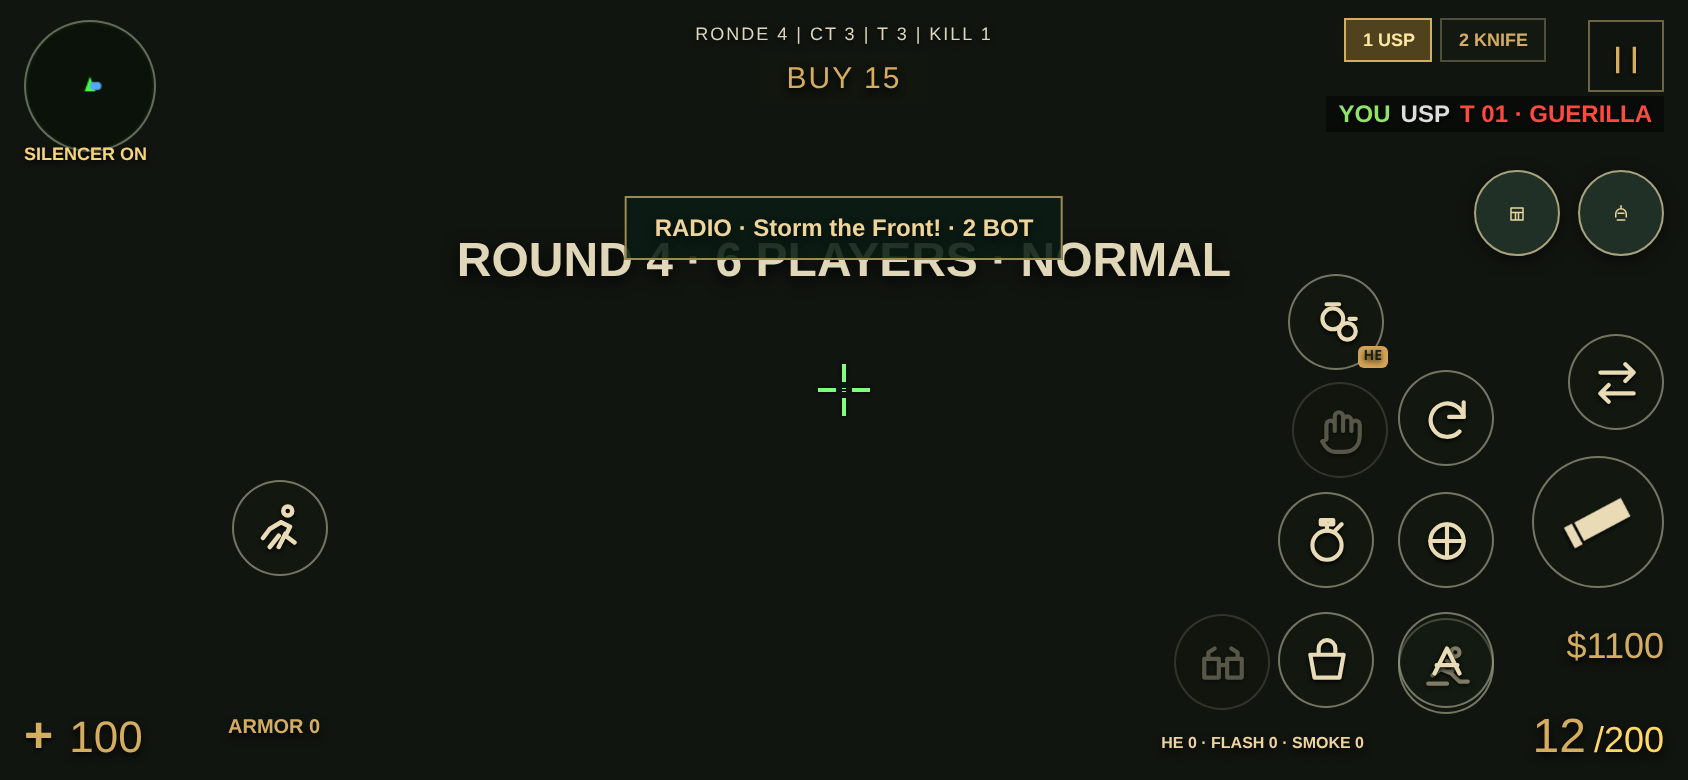 RONDE 4 | CT 3 | T 3 | KILL 1
BUY 15
1 USP
2 KNIFE
YOU USP T 01 · GUERILLA
SILENCER ON
RADIO · Storm the Front! · 2 BOT
ROUND 4 · 6 PLAYERS · NORMAL
HE
$1100
+ 100
ARMOR 0
HE 0 · FLASH 0 · SMOKE 0
12 /200